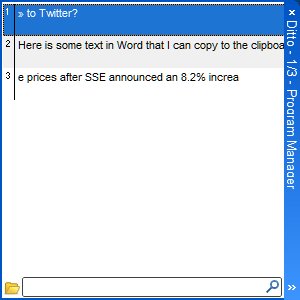 1 » to Twitter?
2 Here is some text in Word that I can copy to the clipboa
3 e prices after SSE announced an 8.2% increa
Ditto - 1/3 - Program Manager